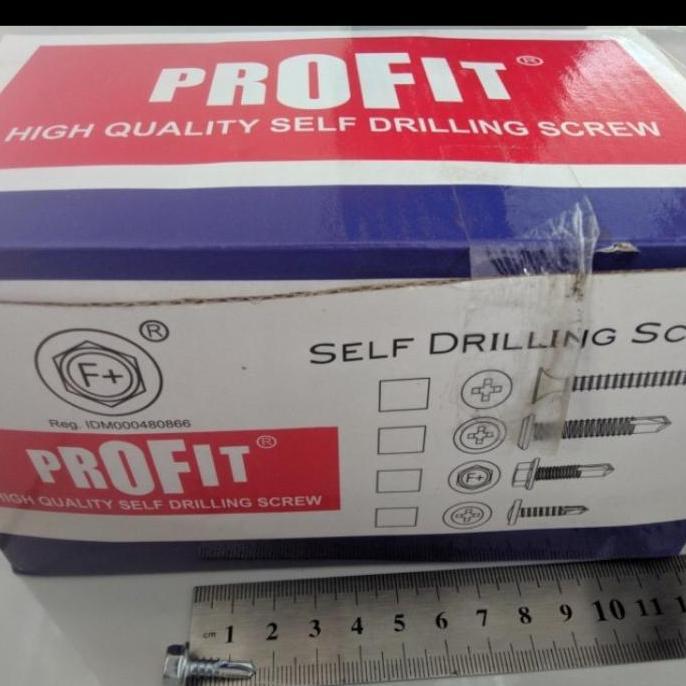 PROFIT®
HIGH QUALITY SELF DRILLING SCREW
F+ ®
Reg. IDM000480866
SELF DRILLING SC
PROFIT®
HIGH QUALITY SELF DRILLING SCREW
F+
cm 1 2 3 4 5 6 7 8 9 10 11 1